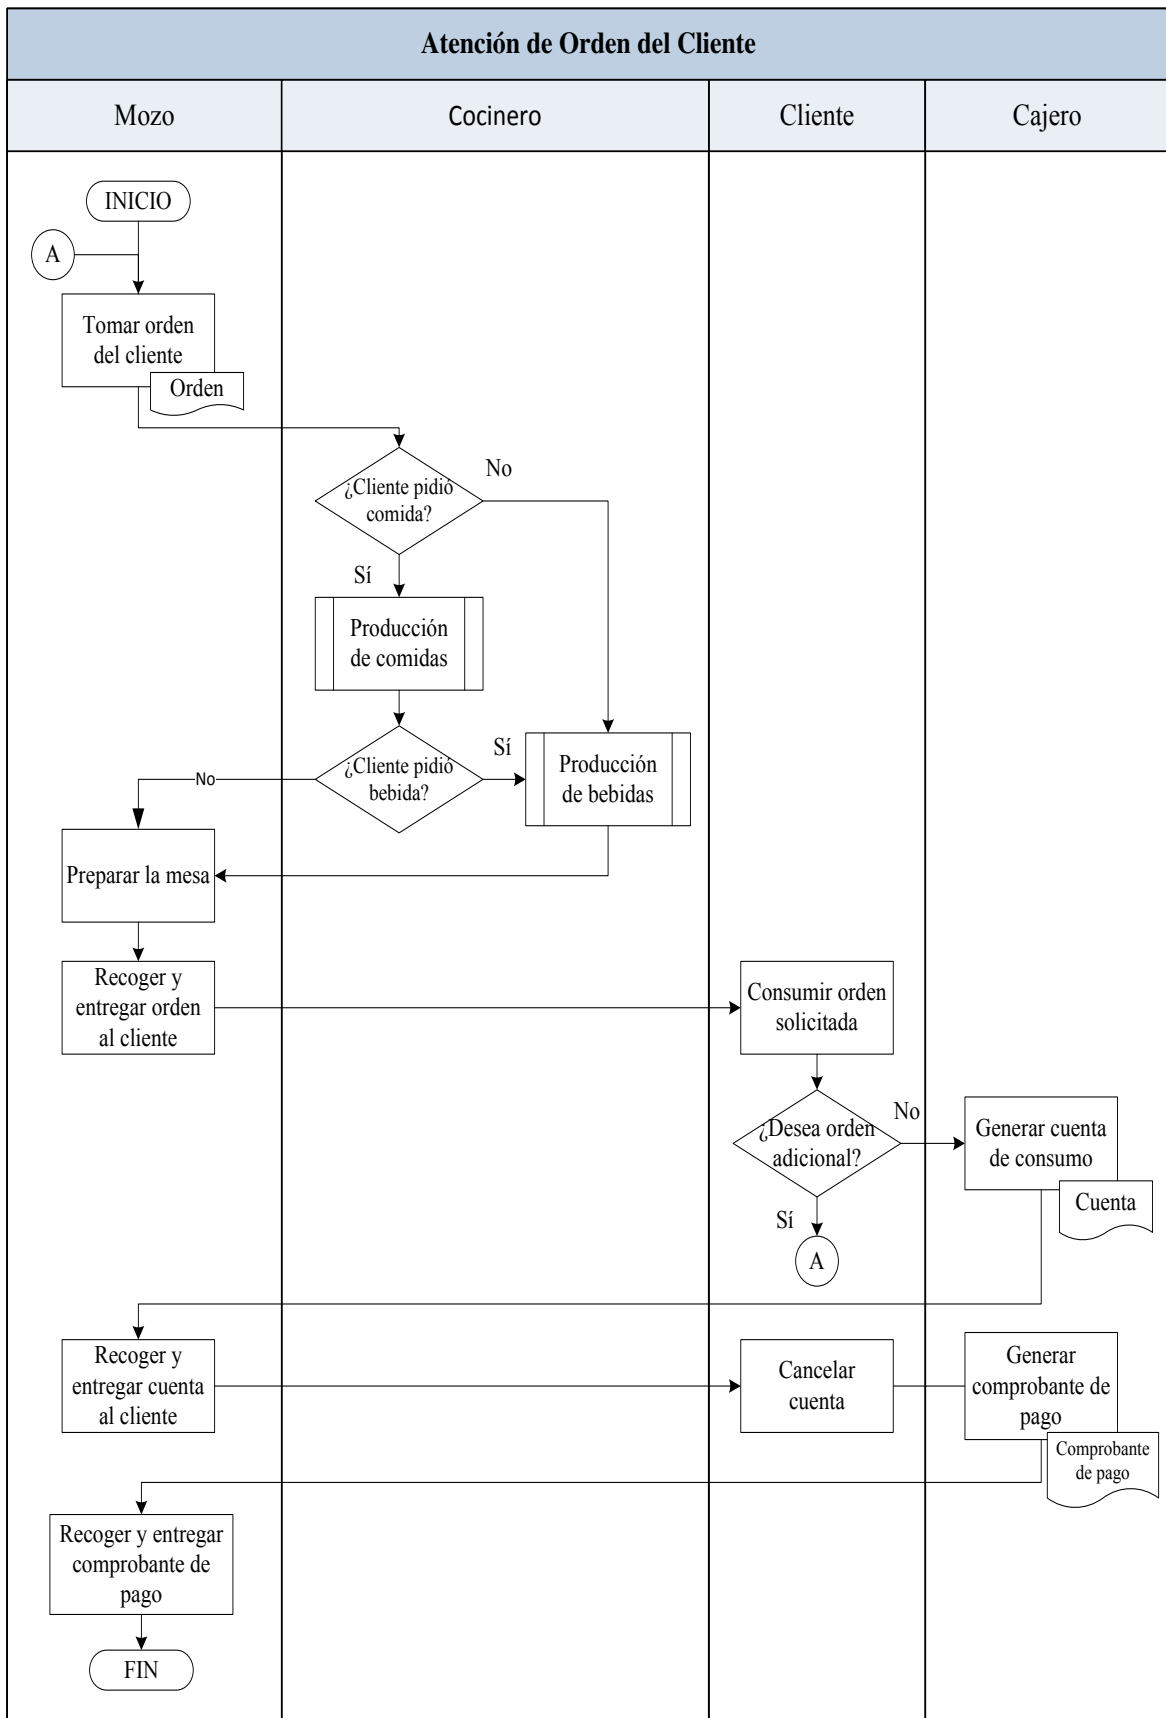 Atención de Orden del Cliente
Mozo
Cocinero
Cliente
Cajero
INICIO
A
Tomar orden
del cliente
Orden
¿Cliente pidió
comida?
No
Sí
Producción
de comidas
¿Cliente pidió
bebida?
Sí
No
Producción
de bebidas
Preparar la mesa
Recoger y
entregar orden
al cliente
Consumir orden
solicitada
¿Desea orden
adicional?
No
Sí
A
Generar cuenta
de consumo
Cuenta
Recoger y
entregar cuenta
al cliente
Cancelar
cuenta
Generar
comprobante de
pago
Comprobante
de pago
Recoger y entregar
comprobante de
pago
FIN